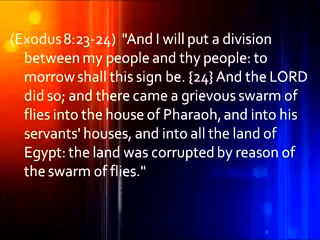 (Exodus 8:23-24)  "And I will put a division
between my people and thy people: to
morrow shall this sign be. {24} And the LORD
did so; and there came a grievous swarm of
flies into the house of Pharaoh, and into his
servants' houses, and into all the land of
Egypt: the land was corrupted by reason of
the swarm of flies."